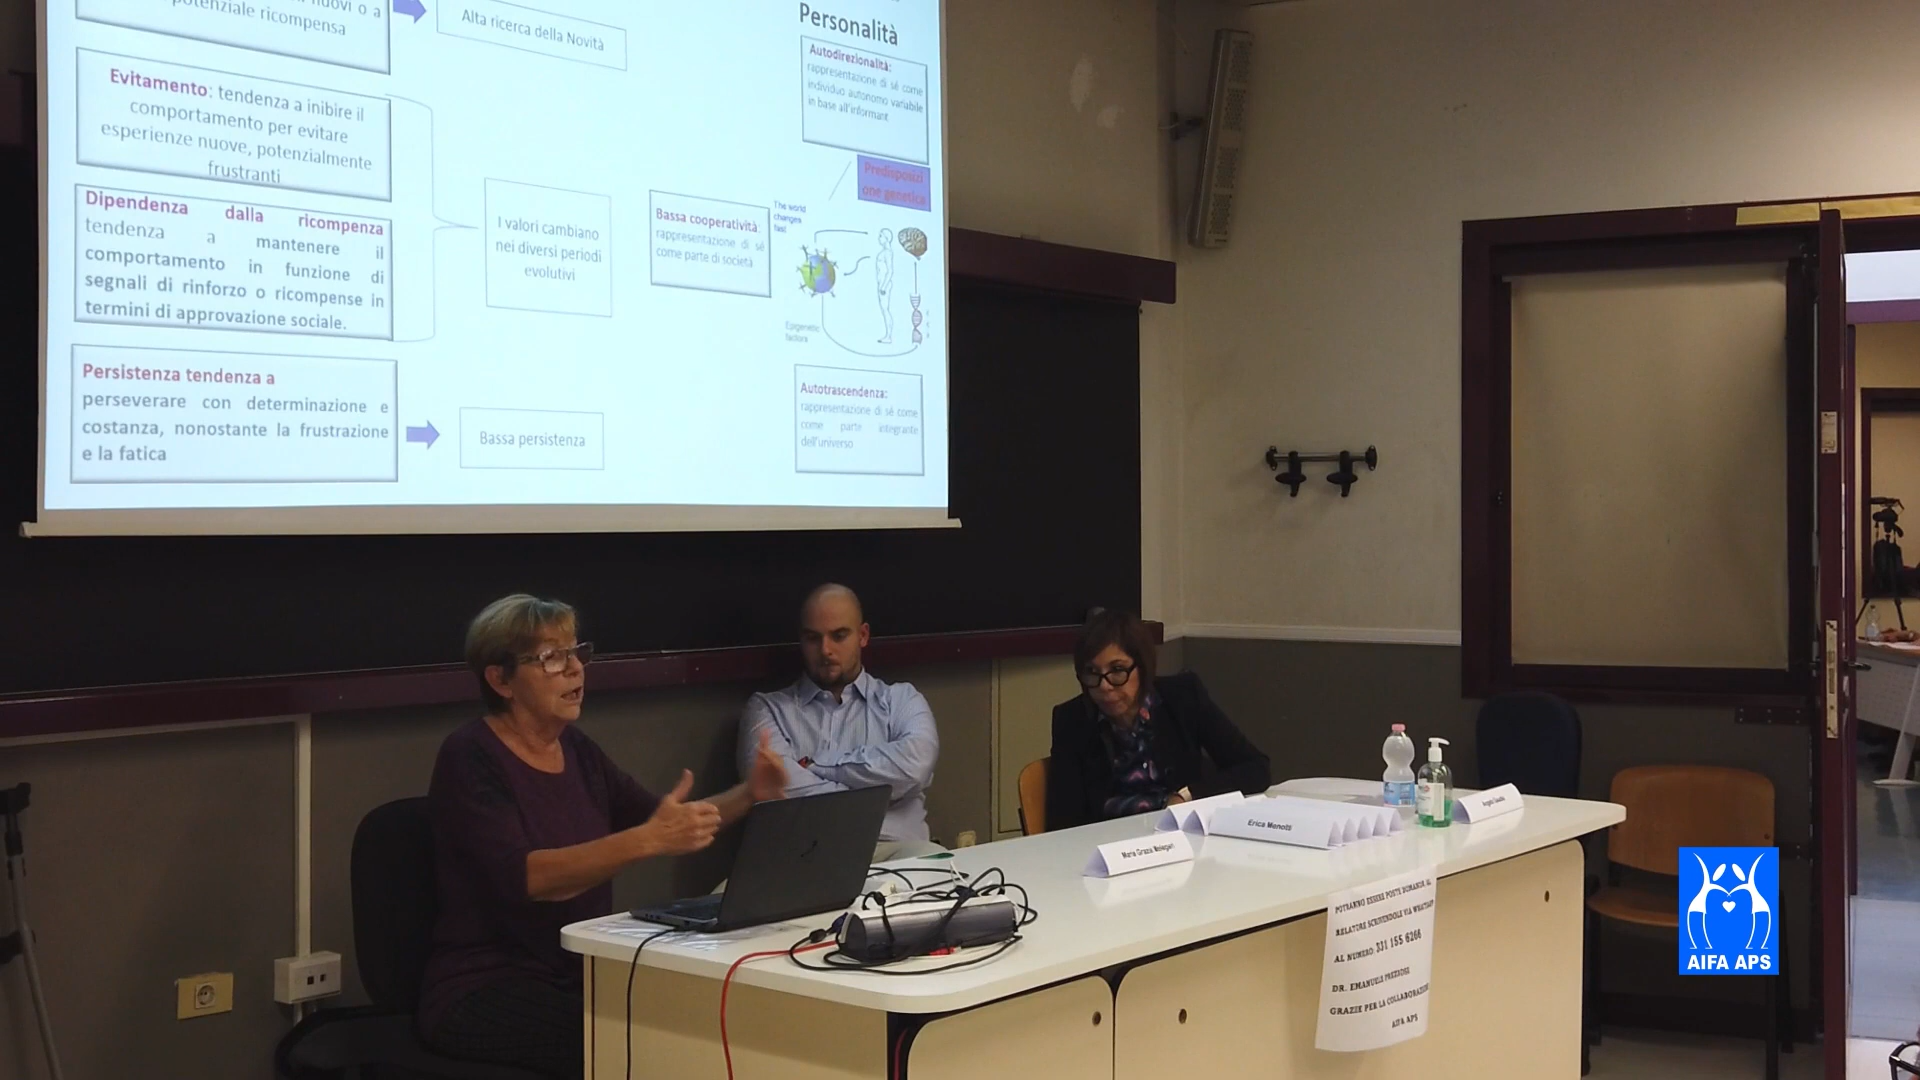 nuovi o a
potenziale ricompensa
Alta ricerca della Novità
Evitamento: tendenza a inibire il
comportamento per evitare
esperienze nuove, potenzialmente
frustranti
Dipendenza dalla ricompenza
tendenza a mantenere il
comportamento in funzione di
segnali di rinforzo o ricompense in
termini di approvazione sociale.
Persistenza tendenza a
perseverare con determinazione e
costanza, nonostante la frustrazione
e la fatica
Bassa persistenza
I valori cambiano
nei diversi periodi
evolutivi
Bassa cooperatività:
rappresentazione di sé
come parte di società
Personalità
Autodirezionalità:
rappresentazione di sé come
individuo autonomo variabile
in base all'informant
Predisposizi
one genetica
The world
changes
fast
Epigenetic
factors
Autotrascendenza:
rappresentazione di sé come
come parte integrante
dell'universo
Maria Grazia Melegari
Erica Menotti
POTRANNO ESSERE POSTE DOMANDE AL
RELATORE SCRIVENDOLE VIA WHATSAPP
AL NUMERO: 331 155 6266
DR. EMANUELE PREZIOSE
GRAZIE PER LA COLLABORAZIONE
AIFA APS
AIFA APS